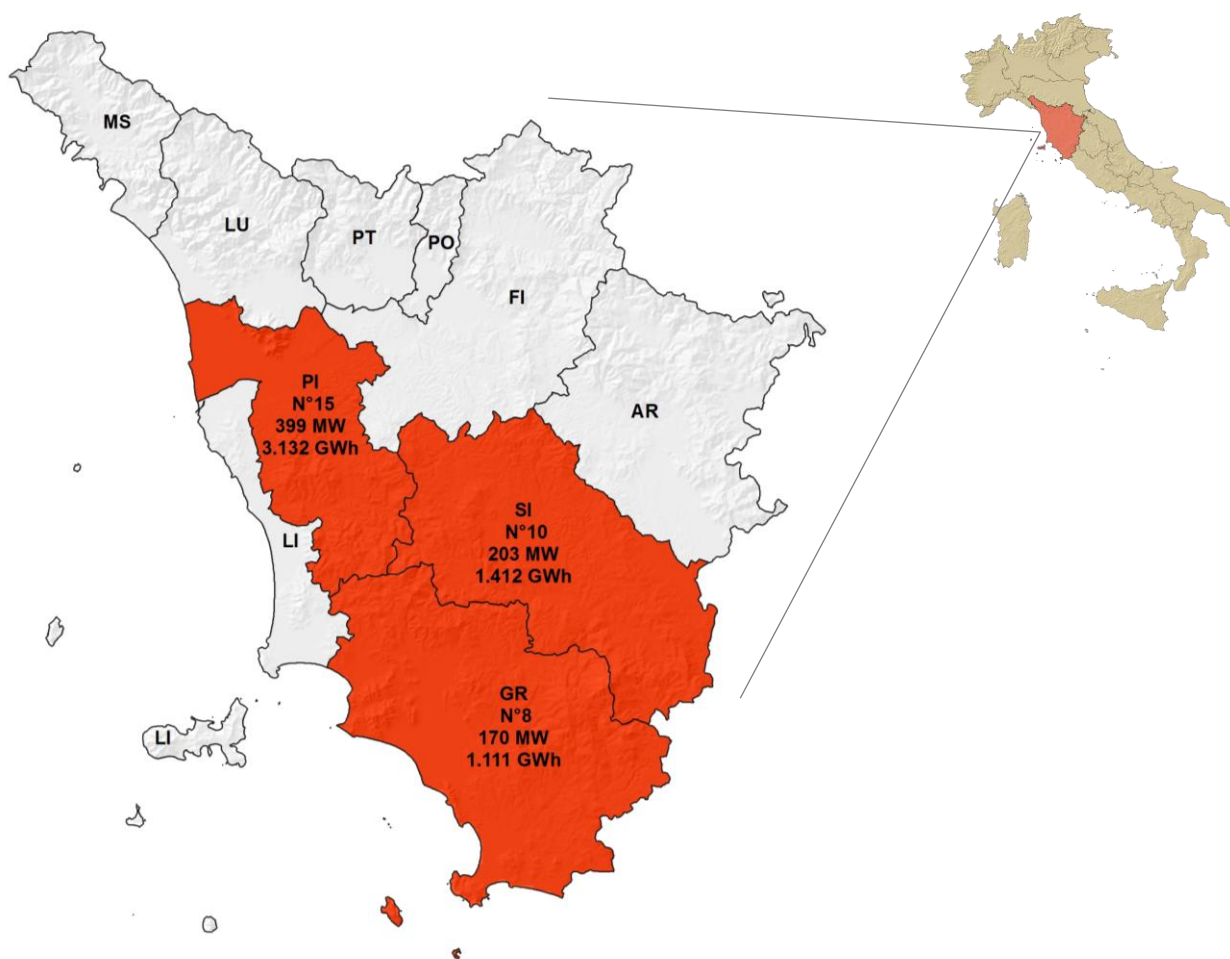 MS
LU
PT
PO
FI
PI
N°15
399 MW
3.132 GWh
AR
SI
N°10
203 MW
1.412 GWh
LI
GR
N°8
170 MW
1.111 GWh
LI